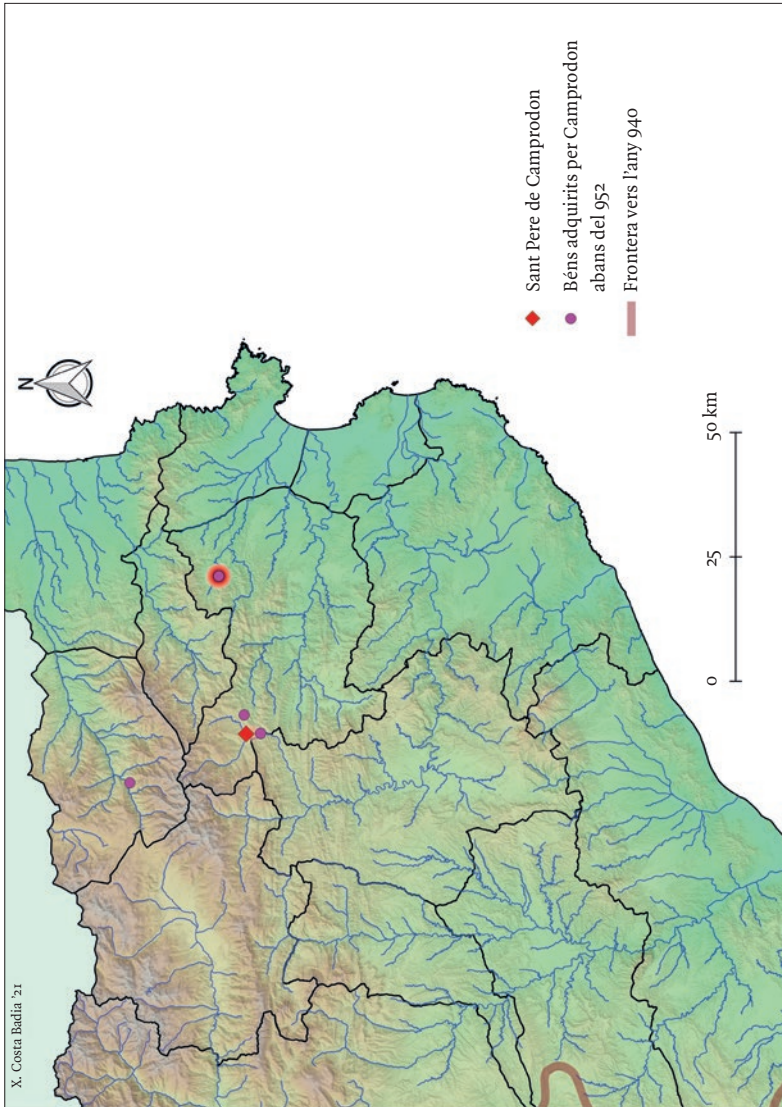 X. Costa Badia '21
N
Sant Pere de Camprodon
Béns adquirits per Camprodon
abans del 952
Frontera vers l'any 940
0
25
50 km